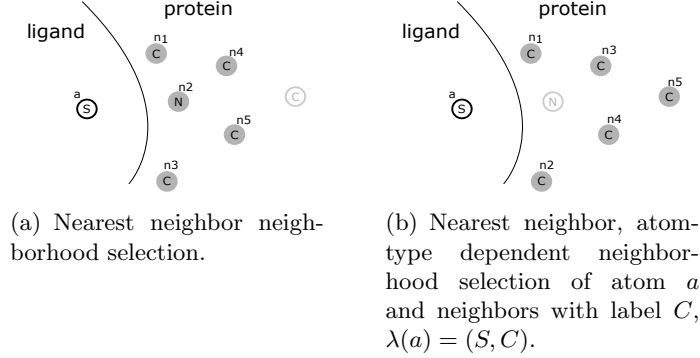 protein
ligand
n1
C
n4
C
a
S
n2
N
C
n5
C
n3
C
(a) Nearest neighbor neigh-
borhood selection.
protein
ligand
n1
C
n3
C
n5
C
a
S
N
n4
C
n2
C
(b) Nearest neighbor, atom-
type dependent neighbor-
hood selection of atom a
and neighbors with label C,
λ(a) = (S, C).